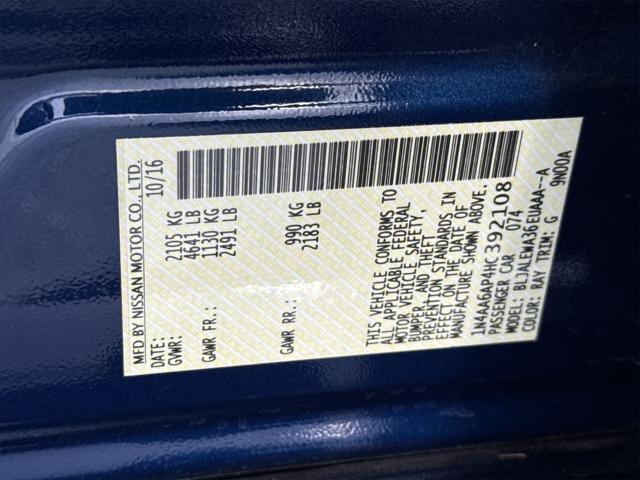 MFD BY NISSAN MOTOR CO., LTD.
DATE: 10/16
GVWR: 2105 KG
4641 LB
GAWR FR.: 1130 KG
2491 LB
GAWR RR.: 990 KG
2183 LB
THIS VEHICLE CONFORMS TO
ALL APPLICABLE FEDERAL
MOTOR VEHICLE SAFETY,
BUMPER, AND THEFT
PREVENTION STANDARDS IN
EFFECT ON THE DATE OF
MANUFACTURE SHOWN ABOVE.
1N4AA6AP4HC392108
PASSENGER CAR 074
MODEL: BLJALEWA36EUAAA--A
COLOR: RAY TRIM: G 9N00A